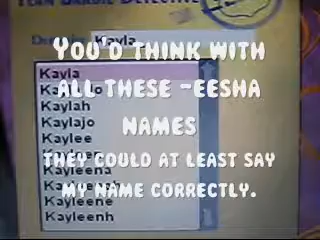 Kayla
YOU'D THINK WITH
Kayla
ALL THESE -EESHA
Kaylah
Kaylajo
NAMES
Kaylee
THEY COULD AT LEAST SAY
Kayleena
MY NAME CORRECTLY.
Kayleene
Kayleenh